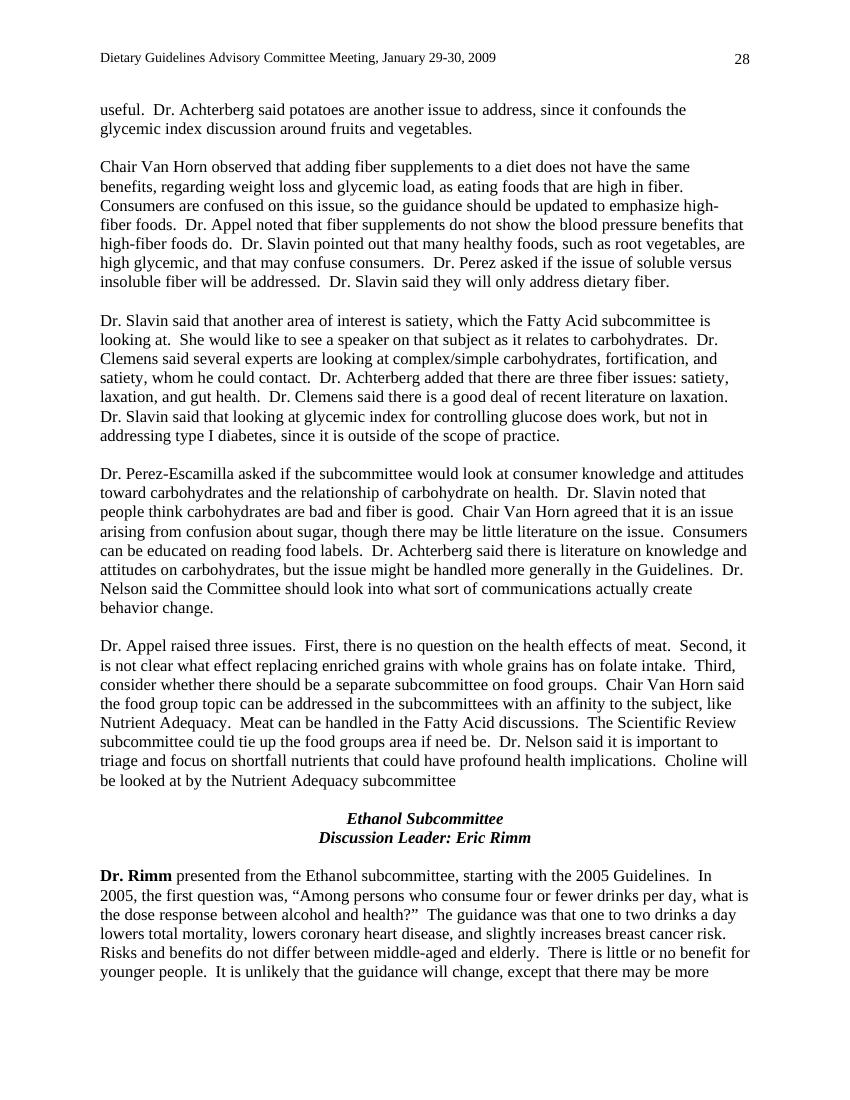 Dietary Guidelines Advisory Committee Meeting, January 29-30, 2009 28
useful. Dr. Achterberg said potatoes are another issue to address, since it confounds the
glycemic index discussion around fruits and vegetables.
Chair Van Horn observed that adding fiber supplements to a diet does not have the same
benefits, regarding weight loss and glycemic load, as eating foods that are high in fiber.
Consumers are confused on this issue, so the guidance should be updated to emphasize high-
fiber foods. Dr. Appel noted that fiber supplements do not show the blood pressure benefits that
high-fiber foods do. Dr. Slavin pointed out that many healthy foods, such as root vegetables, are
high glycemic, and that may confuse consumers. Dr. Perez asked if the issue of soluble versus
insoluble fiber will be addressed. Dr. Slavin said they will only address dietary fiber.
Dr. Slavin said that another area of interest is satiety, which the Fatty Acid subcommittee is
looking at. She would like to see a speaker on that subject as it relates to carbohydrates. Dr.
Clemens said several experts are looking at complex/simple carbohydrates, fortification, and
satiety, whom he could contact. Dr. Achterberg added that there are three fiber issues: satiety,
laxation, and gut health. Dr. Clemens said there is a good deal of recent literature on laxation.
Dr. Slavin said that looking at glycemic index for controlling glucose does work, but not in
addressing type I diabetes, since it is outside of the scope of practice.
Dr. Perez-Escamilla asked if the subcommittee would look at consumer knowledge and attitudes
toward carbohydrates and the relationship of carbohydrate on health. Dr. Slavin noted that
people think carbohydrates are bad and fiber is good. Chair Van Horn agreed that it is an issue
arising from confusion about sugar, though there may be little literature on the issue. Consumers
can be educated on reading food labels. Dr. Achterberg said there is literature on knowledge and
attitudes on carbohydrates, but the issue might be handled more generally in the Guidelines. Dr.
Nelson said the Committee should look into what sort of communications actually create
behavior change.
Dr. Appel raised three issues. First, there is no question on the health effects of meat. Second, it
is not clear what effect replacing enriched grains with whole grains has on folate intake. Third,
consider whether there should be a separate subcommittee on food groups. Chair Van Horn said
the food group topic can be addressed in the subcommittees with an affinity to the subject, like
Nutrient Adequacy. Meat can be handled in the Fatty Acid discussions. The Scientific Review
subcommittee could tie up the food groups area if need be. Dr. Nelson said it is important to
triage and focus on shortfall nutrients that could have profound health implications. Choline will
be looked at by the Nutrient Adequacy subcommittee
Ethanol Subcommittee
Discussion Leader: Eric Rimm
Dr. Rimm presented from the Ethanol subcommittee, starting with the 2005 Guidelines. In
2005, the first question was, “Among persons who consume four or fewer drinks per day, what is
the dose response between alcohol and health?” The guidance was that one to two drinks a day
lowers total mortality, lowers coronary heart disease, and slightly increases breast cancer risk.
Risks and benefits do not differ between middle-aged and elderly. There is little or no benefit for
younger people. It is unlikely that the guidance will change, except that there may be more